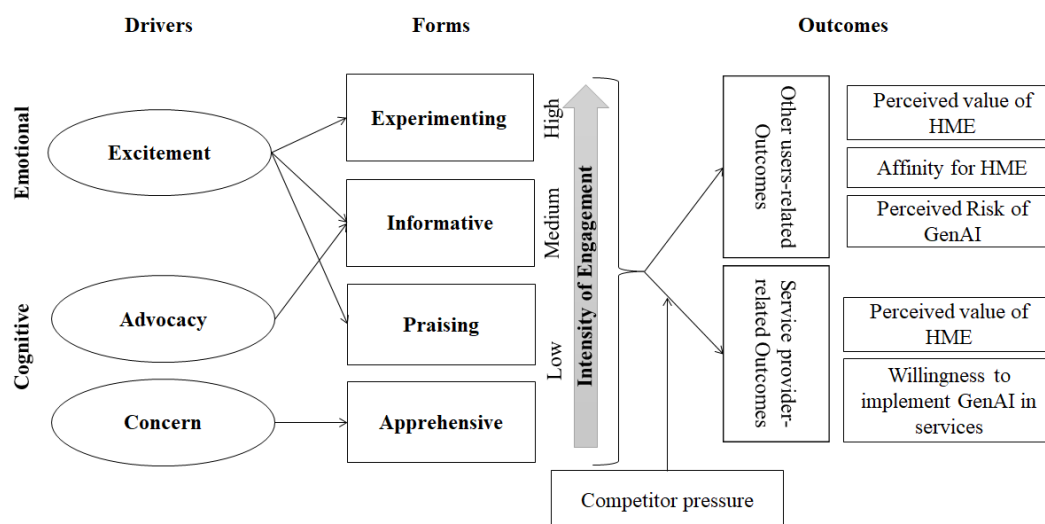 Drivers
Forms
Outcomes
Emotional
Cognitive
Excitement
Advocacy
Concern
Experimenting
Informative
Praising
Apprehensive
High
Medium
Low
Intensity of Engagement
Other users-related
Outcomes
Perceived value of
HME
Affinity for HME
Perceived Risk of
GenAI
Service provider-
related Outcomes
Perceived value of
HME
Willingness to
implement GenAI in
services
Competitor pressure